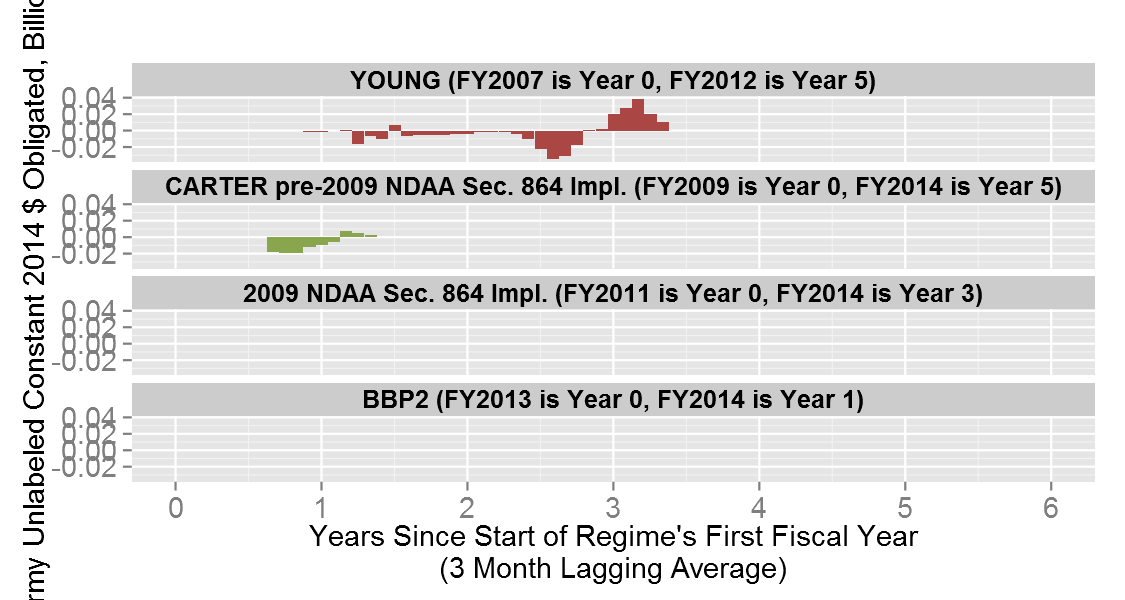 rmy Unlabeled Constant 2014 $ Obligated, Billio
YOUNG (FY2007 is Year 0, FY2012 is Year 5)
0.04
0.02
0.00
-0.02
CARTER pre-2009 NDAA Sec. 864 Impl. (FY2009 is Year 0, FY2014 is Year 5)
0.04
0.02
0.00
-0.02
2009 NDAA Sec. 864 Impl. (FY2011 is Year 0, FY2014 is Year 3)
0.04
0.02
0.00
-0.02
BBP2 (FY2013 is Year 0, FY2014 is Year 1)
0.04
0.02
0.00
-0.02
0 1 2 3 4 5 6
Years Since Start of Regime's First Fiscal Year
(3 Month Lagging Average)